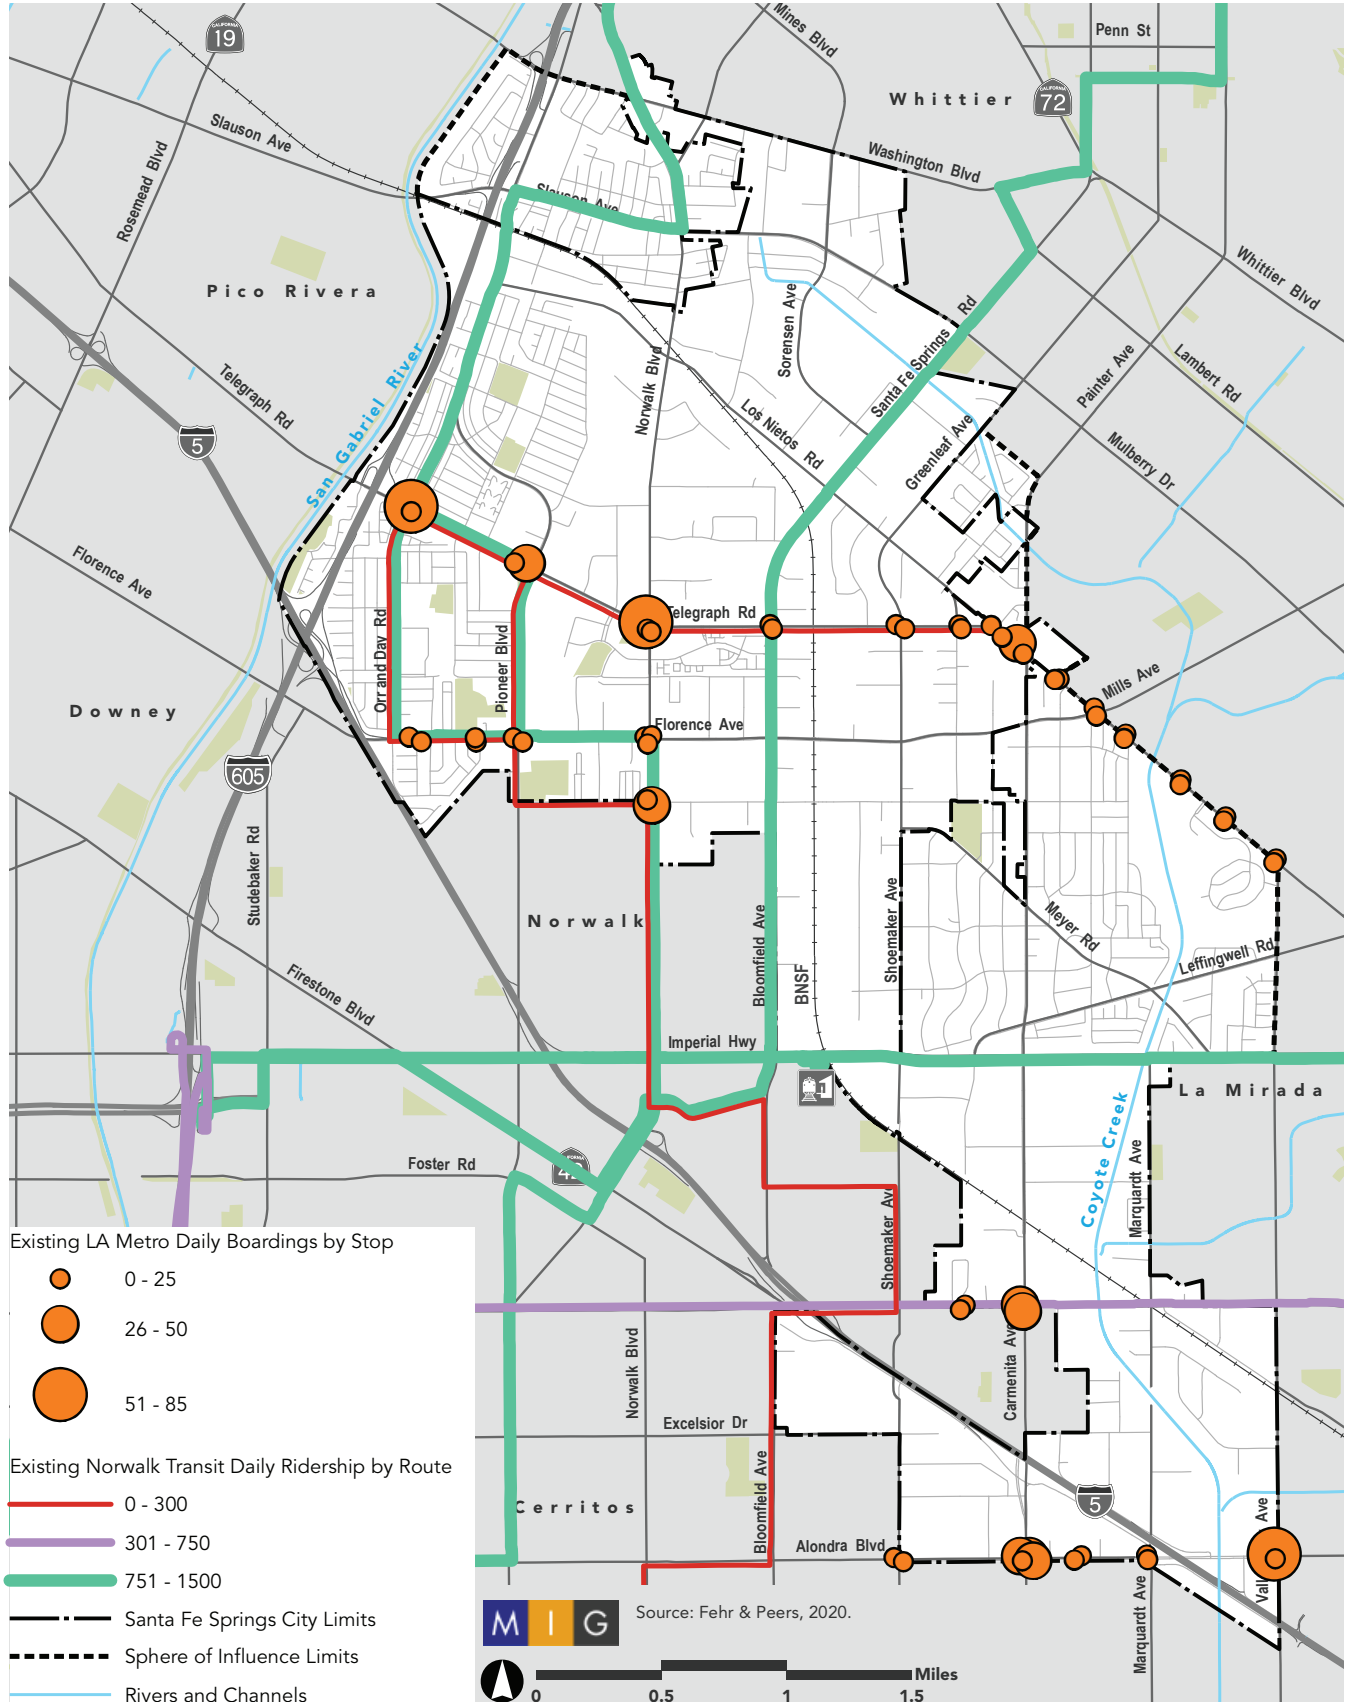 CALIFORNIA
19
Mines Blvd
Penn St
Whittier
CALIFORNIA
72
Slauson Ave
Rosemead Blvd
Washington Blvd
Slauson Ave
Pico Rivera
Whittier Blvd
Sorensen Ave
Santa Fe Springs Rd
Norwalk Blvd
Painter Ave
Lambert Rd
Telegraph Rd
San Gabriel River
Los Nietos Rd
Greenleaf Ave
Mulberry Dr
5
Florence Ave
Telegraph Rd
Orr and Day Rd
Pioneer Blvd
Mills Ave
Downey
Florence Ave
605
Studebaker Rd
Norwalk
Bloomfield Ave
BNSF
Shoemaker Ave
Meyer Rd
Leffingwell Rd
Firestone Blvd
Imperial Hwy
La Mirada
Coyote Creek
Marquardt Ave
Foster Rd
CALIFORNIA
42
Shoemaker Ave
Existing LA Metro Daily Boardings by Stop
0 - 25
26 - 50
51 - 85
Norwalk Blvd
Carmenita Ave
Excelsior Dr
Bloomfield Ave
Existing Norwalk Transit Daily Ridership by Route
0 - 300
301 - 750
751 - 1500
Santa Fe Springs City Limits
Sphere of Influence Limits
Rivers and Channels
Cerritos
5
Alondra Blvd
Ave
Marquardt Ave
MIG
Source: Fehr & Peers, 2020.
Miles
0 0.5 1 1.5